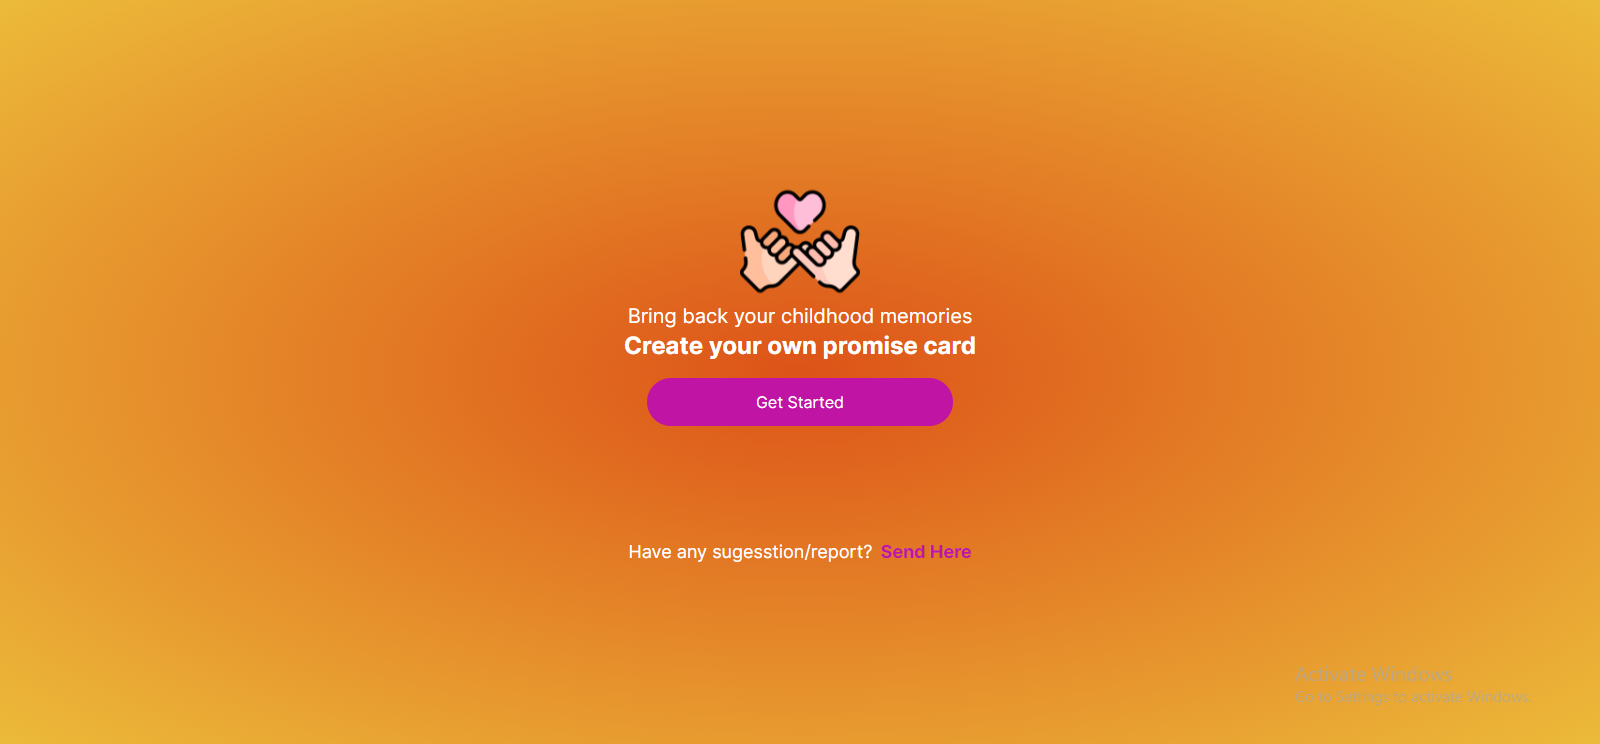 Bring back your childhood memories
Create your own promise card
Get Started
Have any sugesstion/report? Send Here
Activate Windows
Go to Settings to activate Windows.